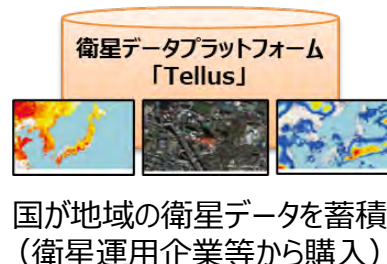 衛星データプラットフォーム
「Tellus」
国が地域の衛星データを蓄積
（衛星運用企業等から購入）